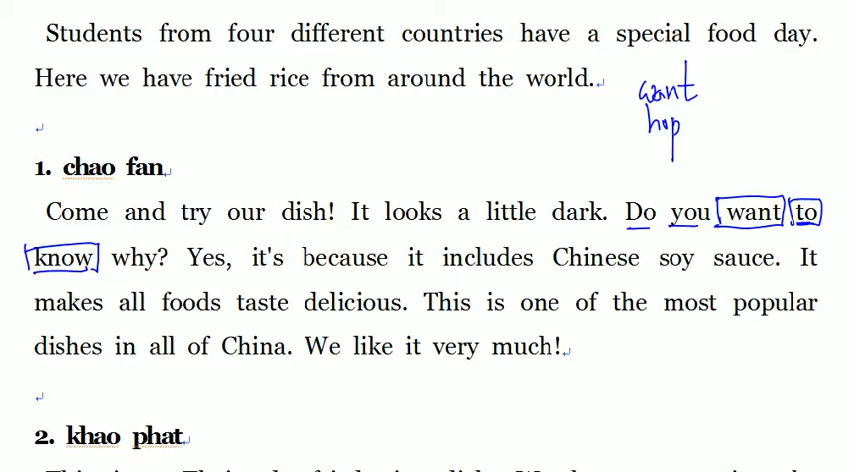 Students from four different countries have a special food day.
Here we have fried rice from around the world.
want
hop
1. chao fan
Come and try our dish! It looks a little dark. Do you want to
know why? Yes, it's because it includes Chinese soy sauce. It
makes all foods taste delicious. This is one of the most popular
dishes in all of China. We like it very much!
2. khao phat